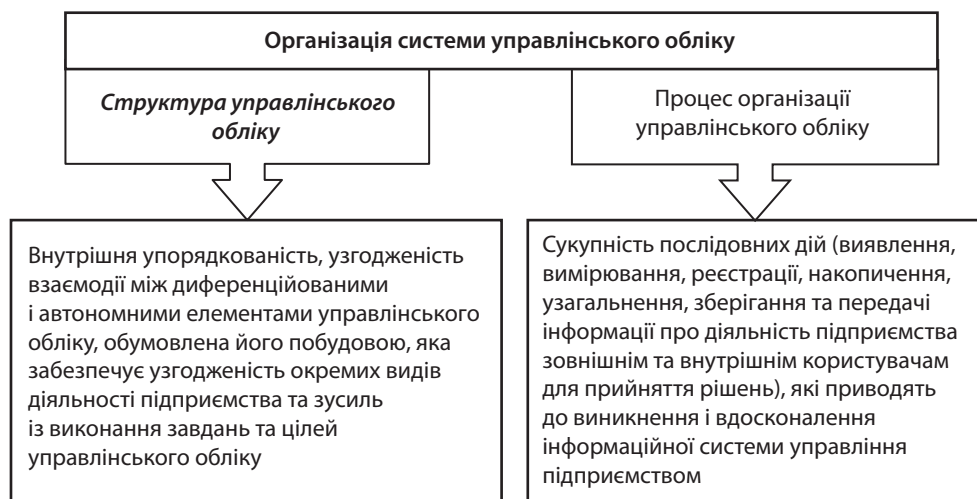 Організація системи управлінського обліку
Структура управлінського
обліку
Процес організації
управлінського обліку
Внутрішня упорядкованість, узгодженість
взаємодії між диференційованими
і автономними елементами управлінського
обліку, обумовлена його побудовою, яка
забезпечує узгодженість окремих видів
діяльності підприємства та зусиль
із виконання завдань та цілей
управлінського обліку
Сукупність послідовних дій (виявлення,
вимірювання, реєстрації, накопичення,
узагальнення, зберігання та передачі
інформації про діяльність підприємства
зовнішнім та внутрішнім користувачам
для прийняття рішень), які приводять
до виникнення і вдосконалення
інформаційної системи управління
підприємством